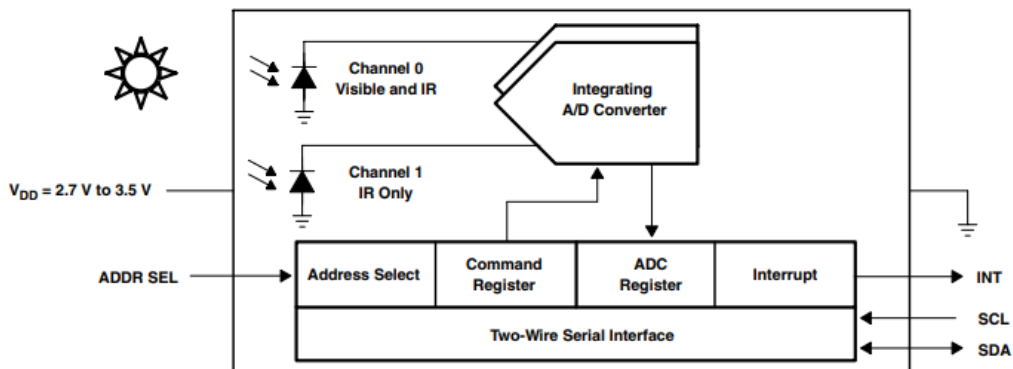 Channel 0
Visible and IR
Integrating
A/D Converter
Channel 1
IR Only
VDD = 2.7 V to 3.5 V
ADDR SEL
Address Select
Command
Register
ADC
Register
Interrupt
INT
Two-Wire Serial Interface
SCL
SDA